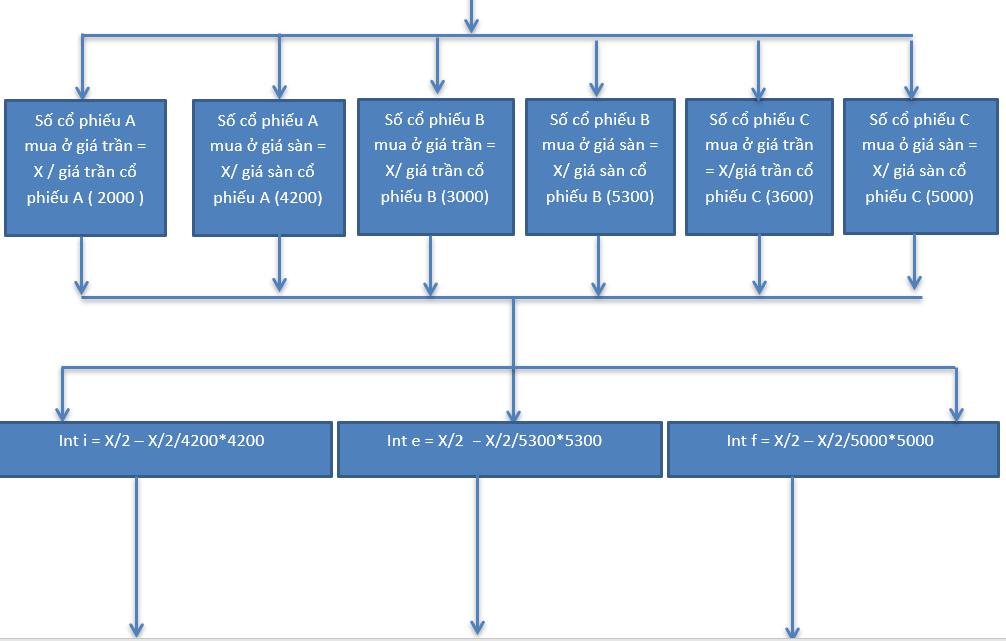 Số cổ phiếu A
mua ở giá trần =
X / giá trần cổ
phiếu A ( 2000 )
Số cổ phiếu A
mua ở giá sàn =
X/ giá sàn cổ
phiếu A (4200)
Số cổ phiếu B
mua ở giá trần =
X/ giá trần cổ
phiếu B (3000)
Số cổ phiếu B
mua ở giá sàn =
X/ giá sàn cổ
phiếu B (5300)
Số cổ phiếu C
mua ở giá trần
= X/giá trần cổ
phiếu C (3600)
Số cổ phiếu C
mua ỏ giá sàn =
X/ giá sàn cổ
phiếu C (5000)
Int i = X/2 – X/2/4200*4200
Int e = X/2 – X/2/5300*5300
Int f = X/2 – X/2/5000*5000